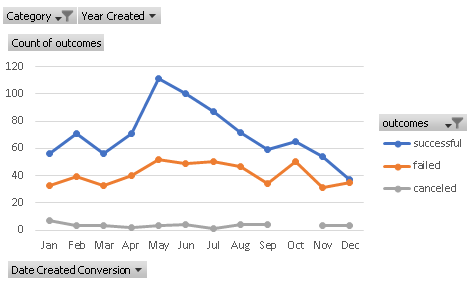 Category Year Created
Count of outcomes
120
100
80
60
40
20
0
Jan Feb Mar Apr May Jun Jul Aug Sep Oct Nov Dec
outcomes
successful
failed
canceled
Date Created Conversion